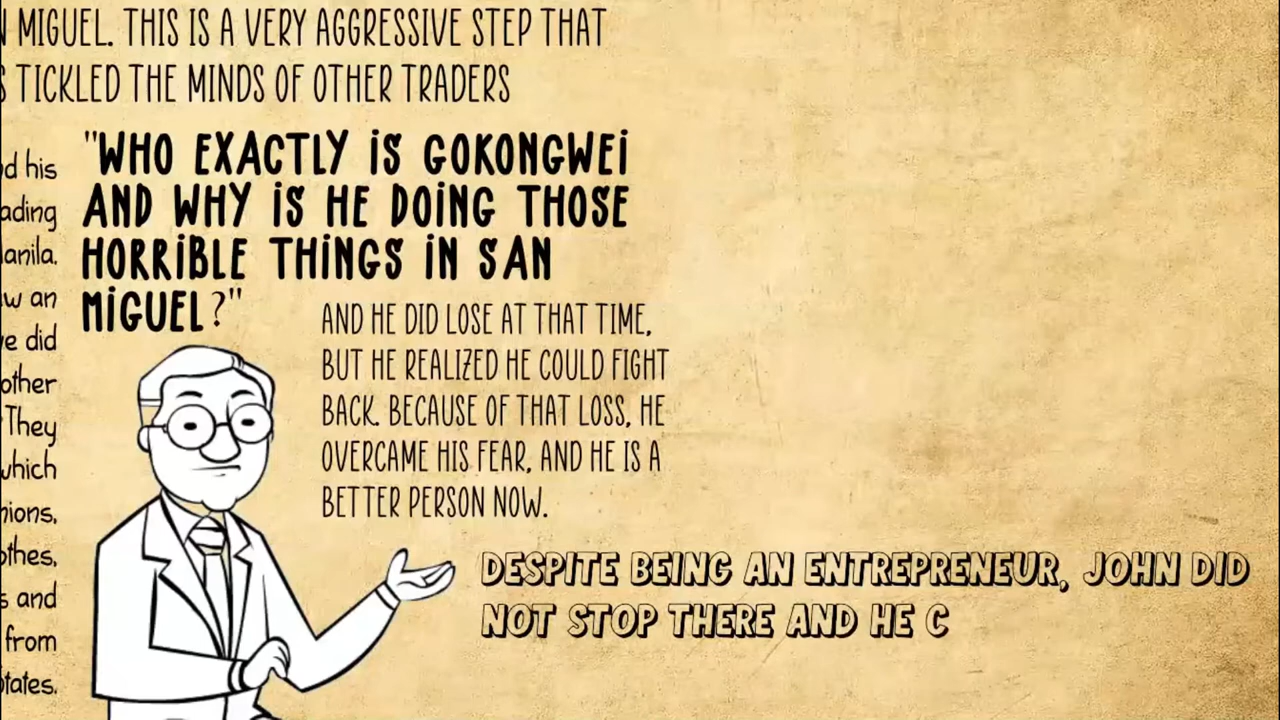 N MIGUEL. THIS IS A VERY AGGRESSIVE STEP THAT
S TICKLED THE MINDS OF OTHER TRADERS
"WHO EXACTLY IS GOKONGWEI
AND WHY IS HE DOING THOSE
HORRIBLE THINGS IN SAN
MIGUEL?"
AND HE DID LOSE AT THAT TIME,
BUT HE REALIZED HE COULD FIGHT
BACK. BECAUSE OF THAT LOSS, HE
OVERCAME HIS FEAR, AND HE IS A
BETTER PERSON NOW.
d his
ading
anila.
w an
e did
other
They
which
nions,
othes,
s and
from
tates.
DESPITE BEING AN ENTREPRENEUR, JOHN DID
NOT STOP THERE AND HE C